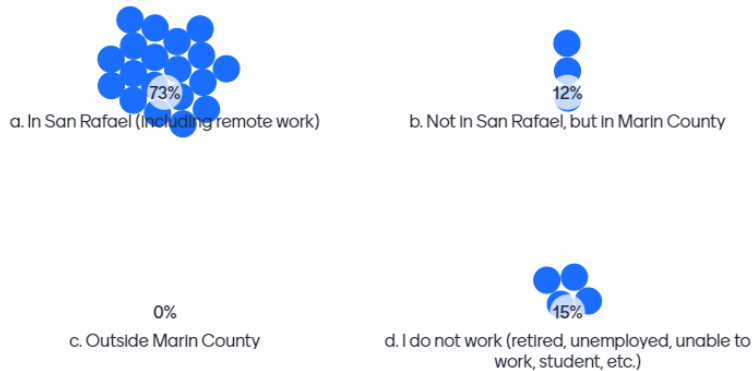 73%
a. In San Rafael (including remote work)
12%
b. Not in San Rafael, but in Marin County
0%
c. Outside Marin County
15%
d. I do not work (retired, unemployed, unable to
work, student, etc.)